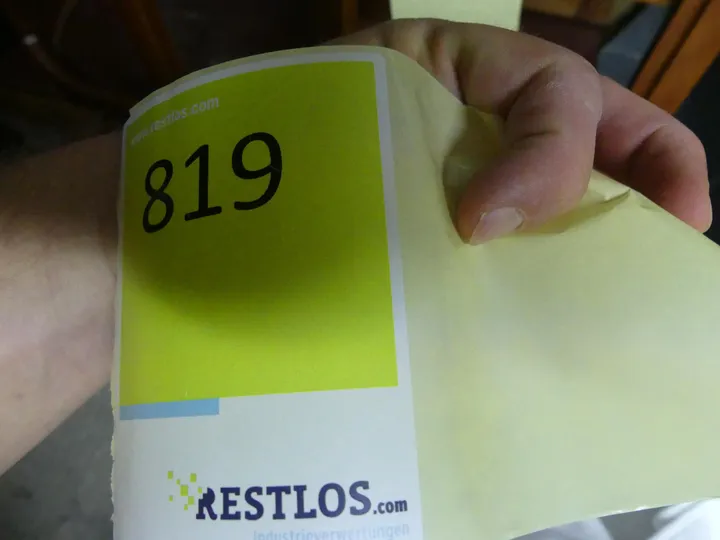 www.restlos.com
819
RESTLOS.com
Industrieverwertungen